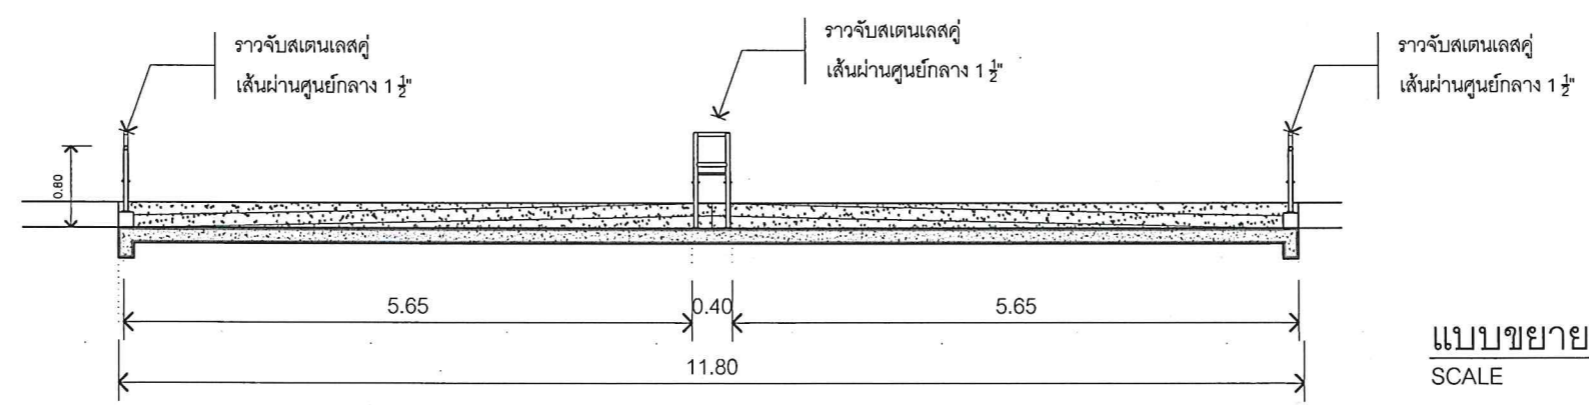 ราวจับสเตนเลสคู่
เส้นผ่านศูนย์กลาง 1 ½"
ราวจับสเตนเลสคู่
เส้นผ่านศูนย์กลาง 1 ½"
ราวจับสเตนเลสคู่
เส้นผ่านศูนย์กลาง 1 ½"
0.80
5.65
0.40
5.65
11.80
แบบขยาย
SCALE